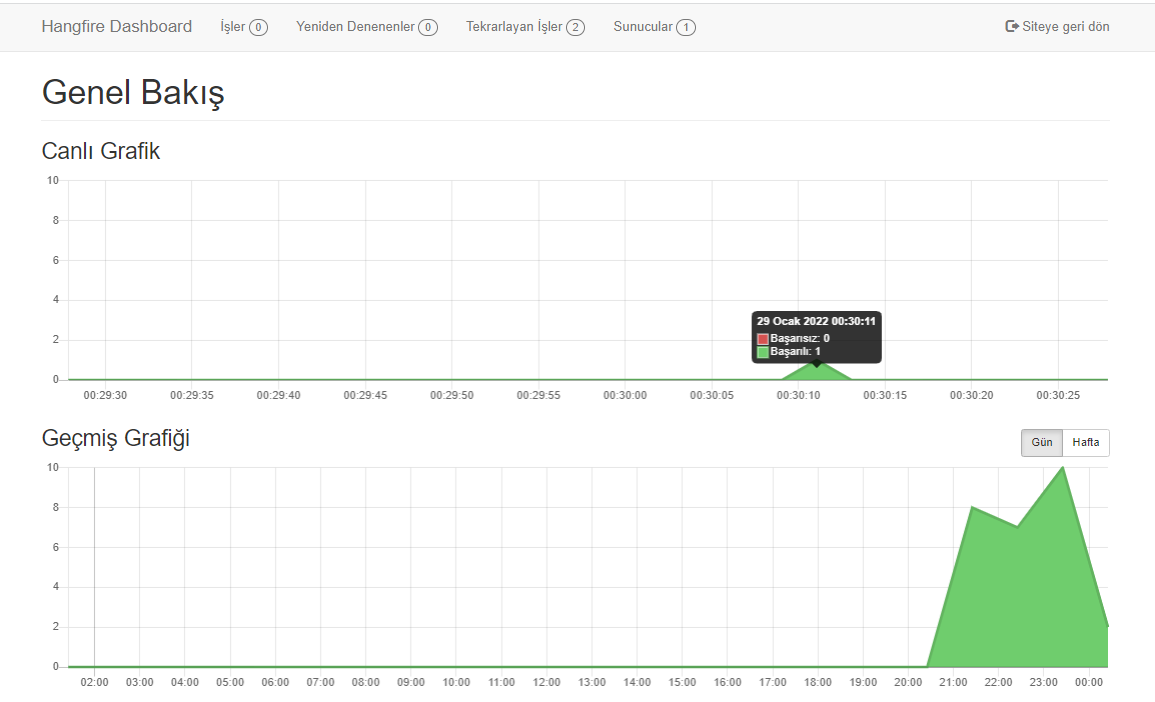 Hangfire Dashboard İşler 0 Yeniden Denenenler 0 Tekrarlayan İşler 2 Sunucular 1 Siteye geri dön
Genel Bakış
Canlı Grafik
10
8
6
4
2
0
29 Ocak 2022 00:30:11
Başarısız: 0
Başarılı: 1
00:29:30 00:29:35 00:29:40 00:29:45 00:29:50 00:29:55 00:30:00 00:30:05 00:30:10 00:30:15 00:30:20 00:30:25
Geçmiş Grafiği
Gün Hafta
10
8
6
4
2
0
02:00 03:00 04:00 05:00 06:00 07:00 08:00 09:00 10:00 11:00 12:00 13:00 14:00 15:00 16:00 17:00 18:00 19:00 20:00 21:00 22:00 23:00 00:00